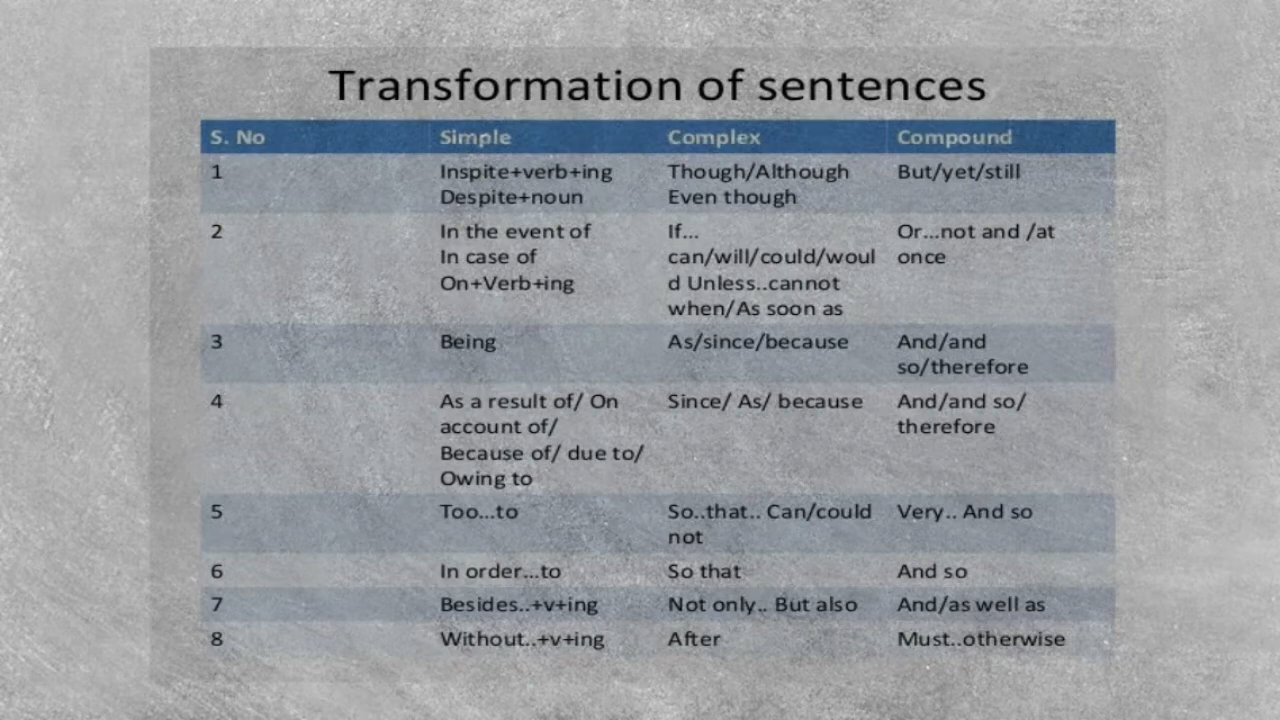 Transformation of sentences
S. No Simple Complex Compound
1 Inspite+verb+ing Though/Although But/yet/still
Despite+noun Even though
2 In the event of If... Or...not and /at
In case of can/will/could/woul once
On+Verb+ing d Unless..cannot
when/As soon as
3 Being As/since/because And/and
so/therefore
4 As a result of/ On Since/ As/ because And/and so/
account of/ therefore
Because of/ due to/
Owing to
5 Too...to So..that.. Can/could Very.. And so
not
6 In order...to So that And so
7 Besides..+v+ing Not only.. But also And/as well as
8 Without..+v+ing After Must..otherwise